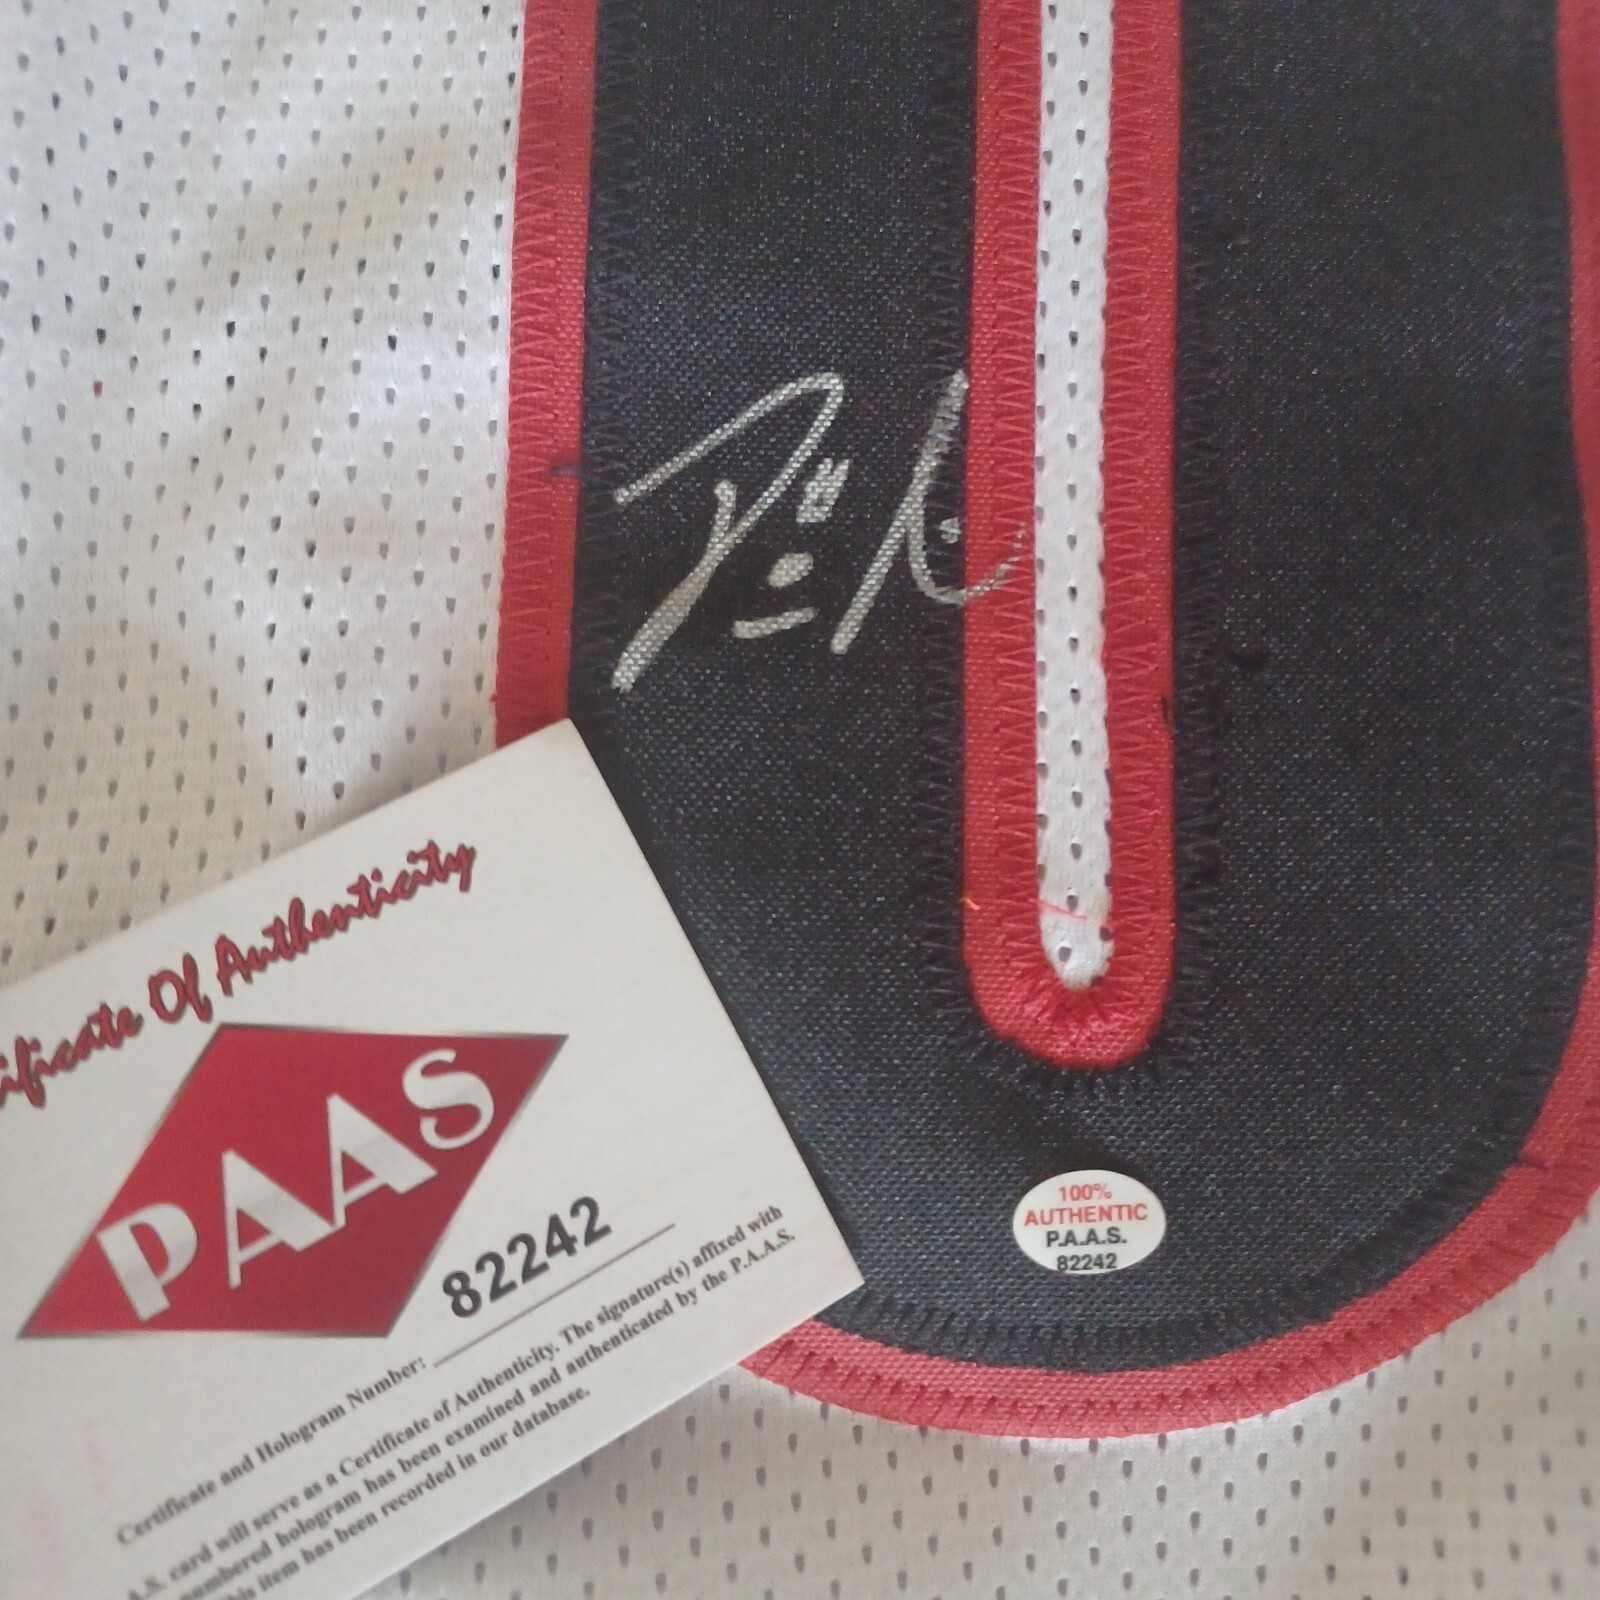 ificate Of Authenticity
PAAS
Certificate and Hologram Number: 82242
A.S. card will serve as a Certificate of Authenticity. The signature(s) affixed with
numbered hologram has been examined and authenticated by the P.A.A.S.
This item has been recorded in our database.
100%
AUTHENTIC
P.A.A.S.
82242